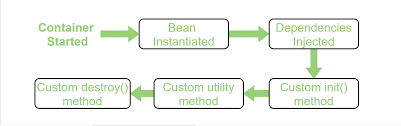 Container
Started
Bean
Instantiated
Dependencies
Injected
Custom init()
method
Custom utility
method
Custom destroy()
method